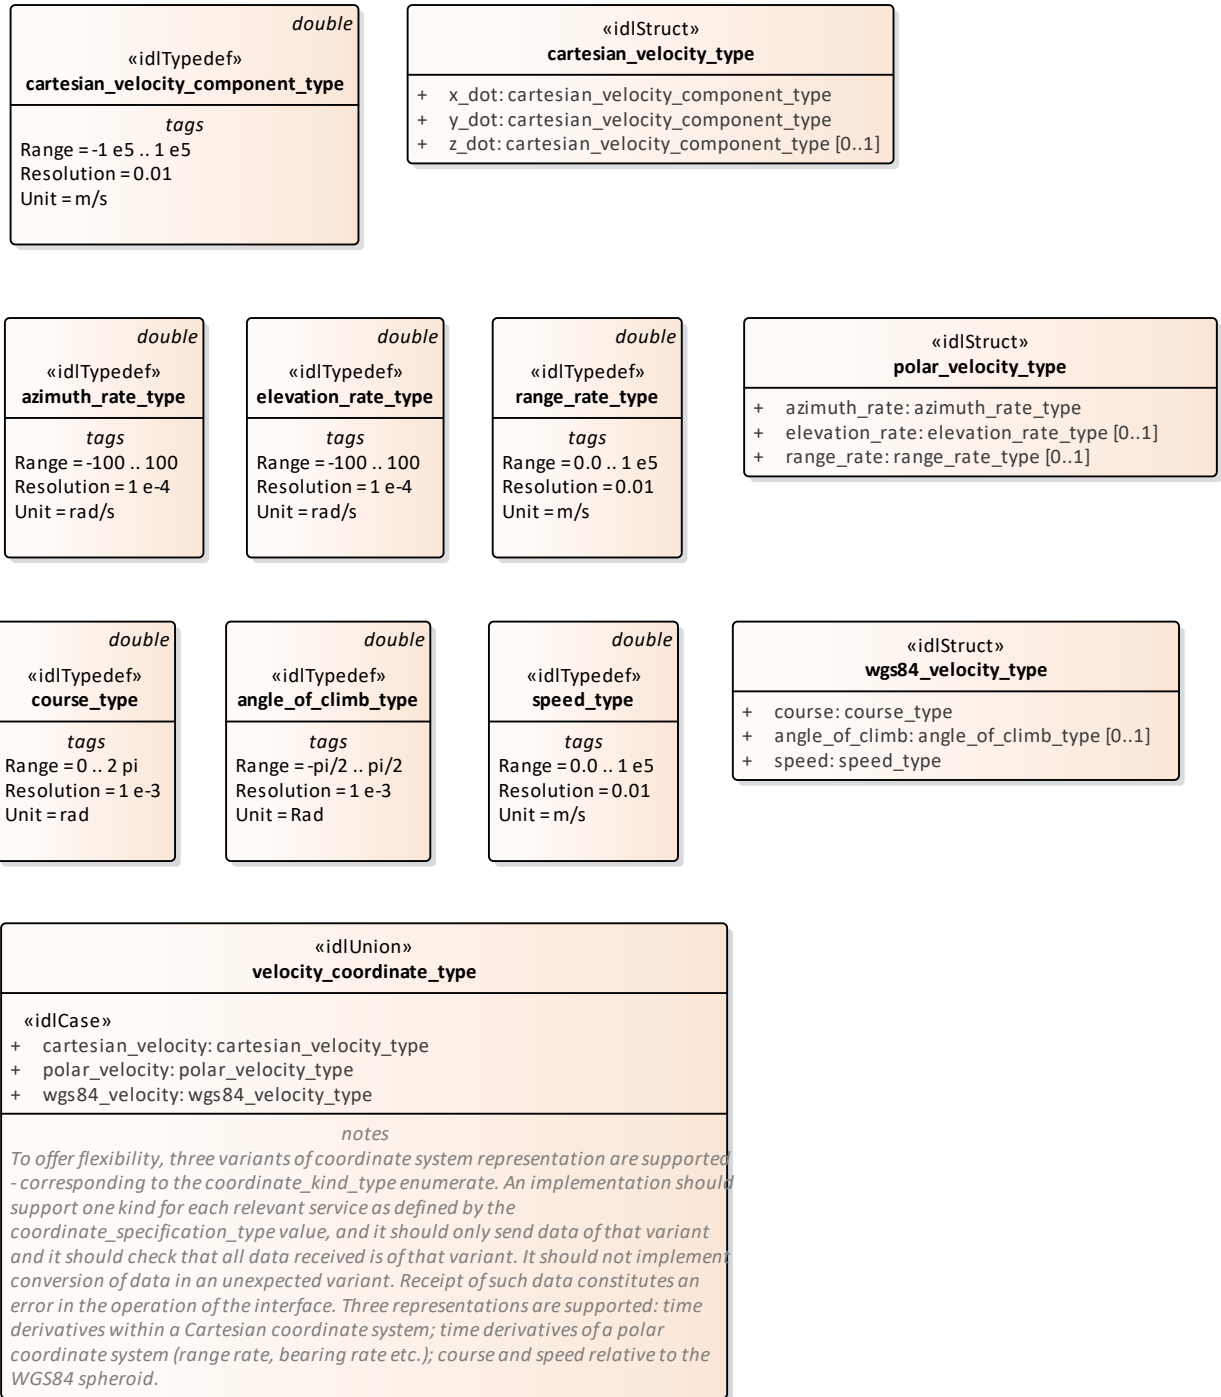 double
«idlTypedef»
cartesian_velocity_component_type
tags
Range = -1 e5 .. 1 e5
Resolution = 0.01
Unit = m/s
«idlStruct»
cartesian_velocity_type
+ x_dot: cartesian_velocity_component_type
+ y_dot: cartesian_velocity_component_type
+ z_dot: cartesian_velocity_component_type [0..1]
double
«idlTypedef»
azimuth_rate_type
tags
Range = -100 .. 100
Resolution = 1 e-4
Unit = rad/s
double
«idlTypedef»
elevation_rate_type
tags
Range = -100 .. 100
Resolution = 1 e-4
Unit = rad/s
double
«idlTypedef»
range_rate_type
tags
Range = 0.0 .. 1 e5
Resolution = 0.01
Unit = m/s
«idlStruct»
polar_velocity_type
+ azimuth_rate: azimuth_rate_type
+ elevation_rate: elevation_rate_type [0..1]
+ range_rate: range_rate_type [0..1]
double
«idlTypedef»
course_type
tags
Range = 0 .. 2 pi
Resolution = 1 e-3
Unit = rad
double
«idlTypedef»
angle_of_climb_type
tags
Range = -pi/2 .. pi/2
Resolution = 1 e-3
Unit = Rad
double
«idlTypedef»
speed_type
tags
Range = 0.0 .. 1 e5
Resolution = 0.01
Unit = m/s
«idlStruct»
wgs84_velocity_type
+ course: course_type
+ angle_of_climb: angle_of_climb_type [0..1]
+ speed: speed_type
«idlUnion»
velocity_coordinate_type
«idlCase»
+ cartesian_velocity: cartesian_velocity_type
+ polar_velocity: polar_velocity_type
+ wgs84_velocity: wgs84_velocity_type
notes
To offer flexibility, three variants of coordinate system representation are supported
- corresponding to the coordinate_kind_type enumerate. An implementation should
support one kind for each relevant service as defined by the
coordinate_specification_type value, and it should only send data of that variant
and it should check that all data received is of that variant. It should not implement
conversion of data in an unexpected variant. Receipt of such data constitutes an
error in the operation of the interface. Three representations are supported: time
derivatives within a Cartesian coordinate system; time derivatives of a polar
coordinate system (range rate, bearing rate etc.); course and speed relative to the
WGS84 spheroid.